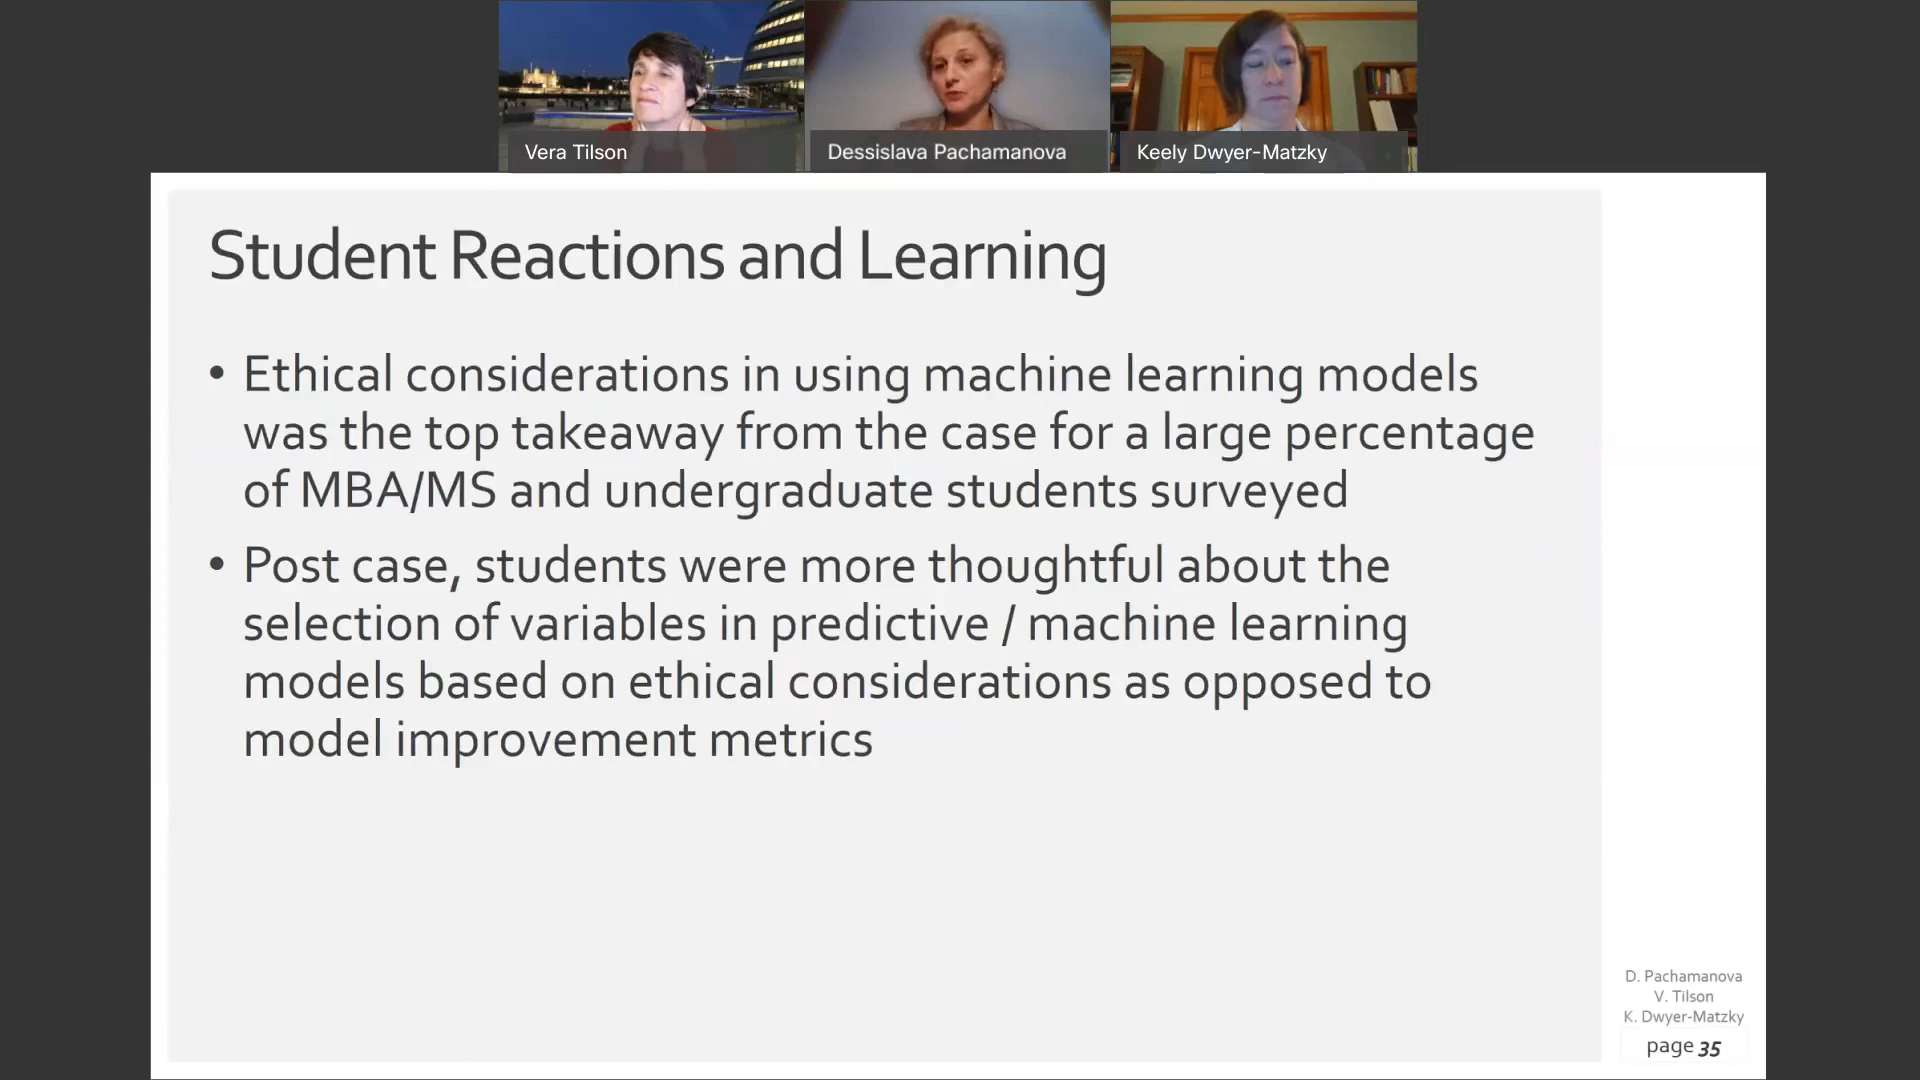 Vera Tilson
Dessislava Pachamanova
Keely Dwyer-Matzky
Student Reactions and Learning
• Ethical considerations in using machine learning models
was the top takeaway from the case for a large percentage
of MBA/MS and undergraduate students surveyed
• Post case, students were more thoughtful about the
selection of variables in predictive / machine learning
models based on ethical considerations as opposed to
model improvement metrics
D. Pachamanova
V. Tilson
K. Dwyer-Matzky
page 35